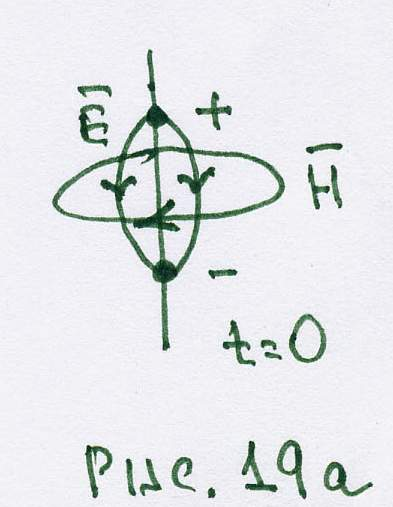 Ē +
H̄
-
t=0
Рис. 19а